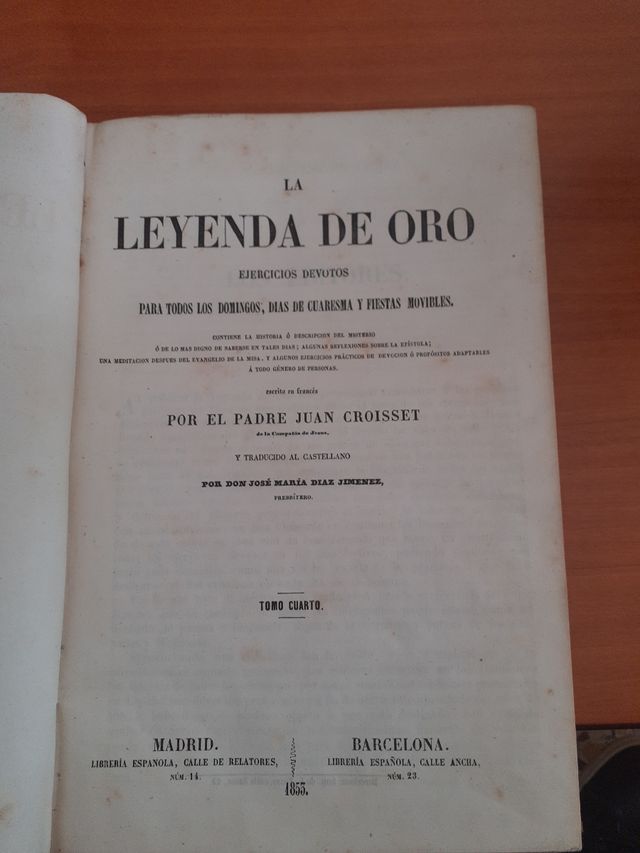 LA
LEYENDA DE ORO
EJERCICIOS DEVOTOS
PARA TODOS LOS DOMINGOS, DIAS DE CUARESMA Y FIESTAS MOVIBLES.
CONTIENE LA HISTORIA Ó DESCRIPCION DEL MISTERIO
Ó DE LO MAS DIGNO DE SABERSE EN TALES DIAS; ALGUNAS REFLEXIONES SOBRE LA EPÍSTOLA;
UNA MEDITACION DESPUES DEL EVANGELIO DE LA MISA, Y ALGUNOS EJERCICIOS PRÁCTICOS DE DEVOCION Ó PROPÓSITOS ADAPTABLES
Á TODO GÉNERO DE PERSONAS.
escrito en francés
POR EL PADRE JUAN CROISSET
de la Compañía de Jesus,
Y TRADUCIDO AL CASTELLANO
POR DON JOSÉ MARÍA DIAZ JIMENEZ,
PRESBÍTERO.
TOMO CUARTO.
MADRID.
LIBRERÍA ESPAÑOLA, CALLE DE RELATORES,
NÚM. 14.
BARCELONA.
LIBRERÍA ESPAÑOLA, CALLE ANCHA,
NÚM. 23.
1855.